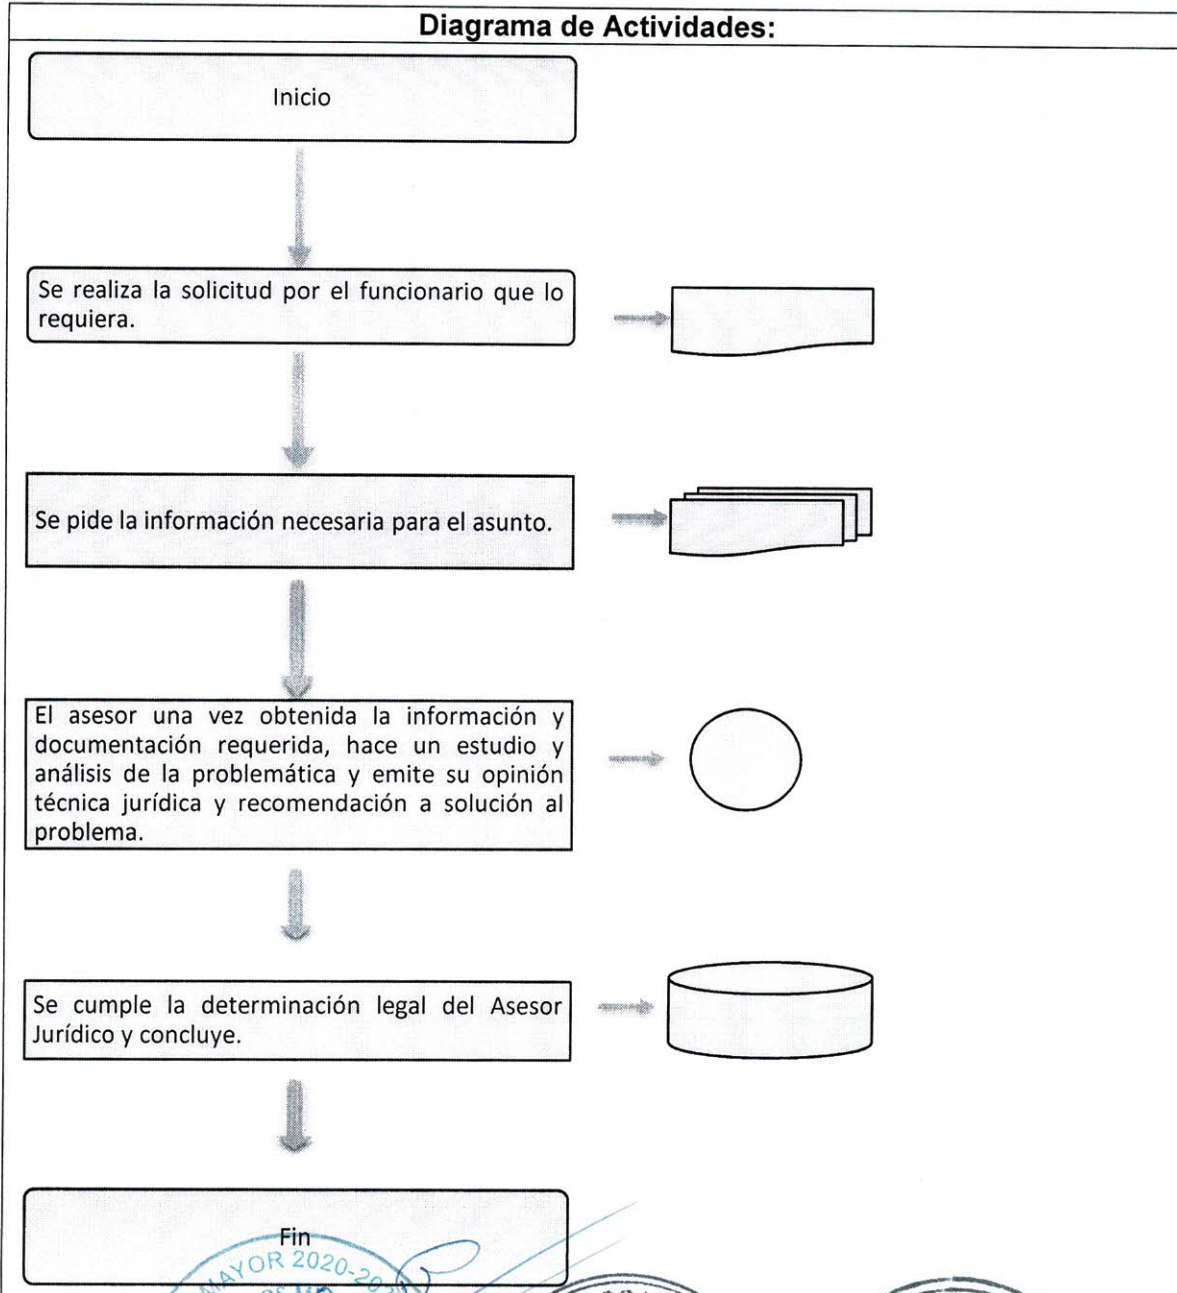 Diagrama de Actividades:
Inicio
Se realiza la solicitud por el funcionario que lo
requiera.
Se pide la información necesaria para el asunto.
El asesor una vez obtenida la información y
documentación requerida, hace un estudio y
análisis de la problemática y emite su opinión
técnica jurídica y recomendación a solución al
problema.
Se cumple la determinación legal del Asesor
Jurídico y concluye.
Fin
MAYOR 2020-